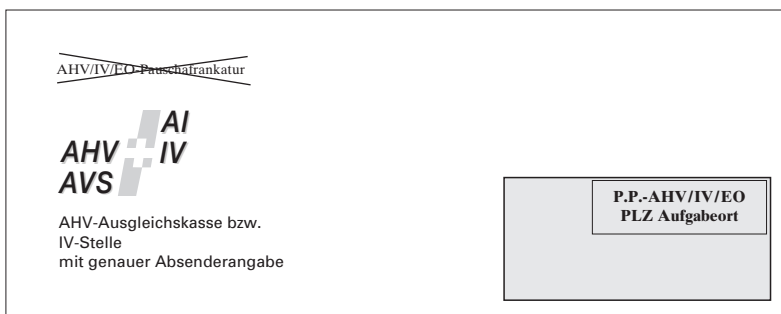 AHV/IV/EO-Pauschafrankatur
AI
AHV IV
AVS
AHV-Ausgleichskasse bzw.
IV-Stelle
mit genauer Absenderangabe
P.P.-AHV/IV/EO
PLZ Aufgabeort